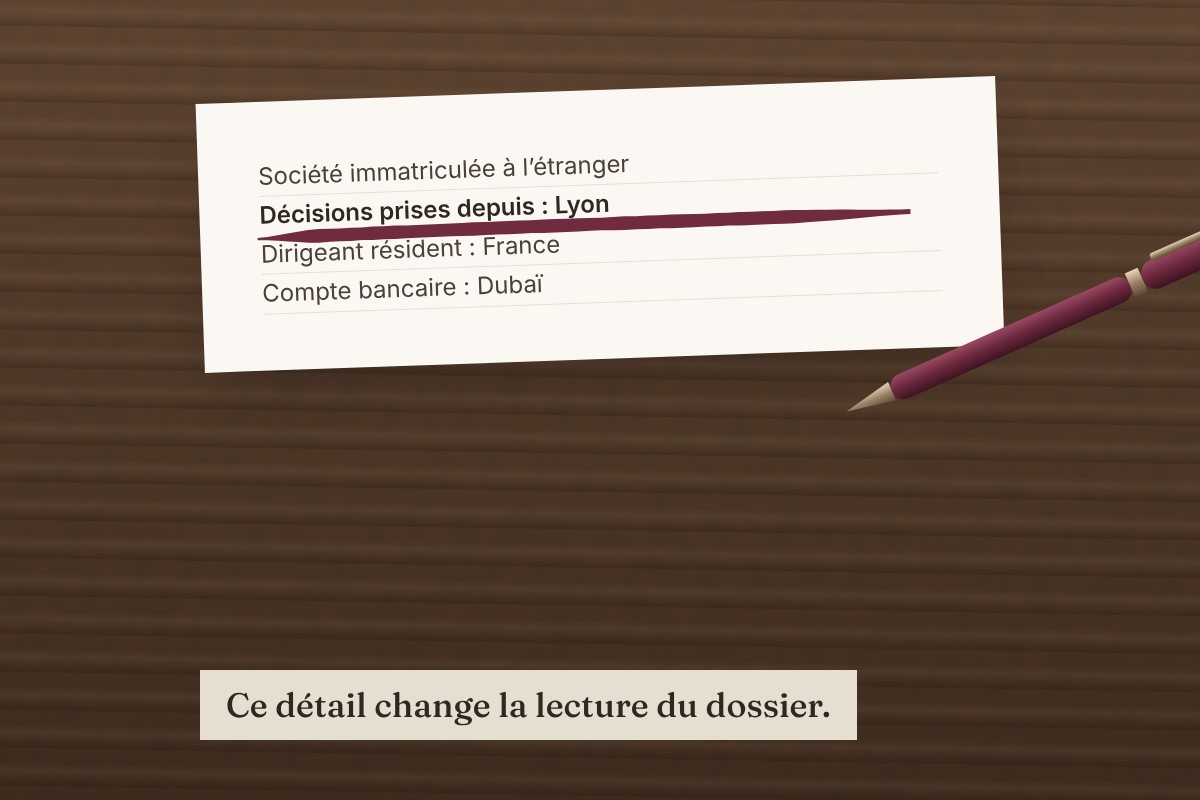 Société immatriculée à l’étranger
Décisions prises depuis : Lyon
Dirigeant résident : France
Compte bancaire : Dubaï
Ce détail change la lecture du dossier.